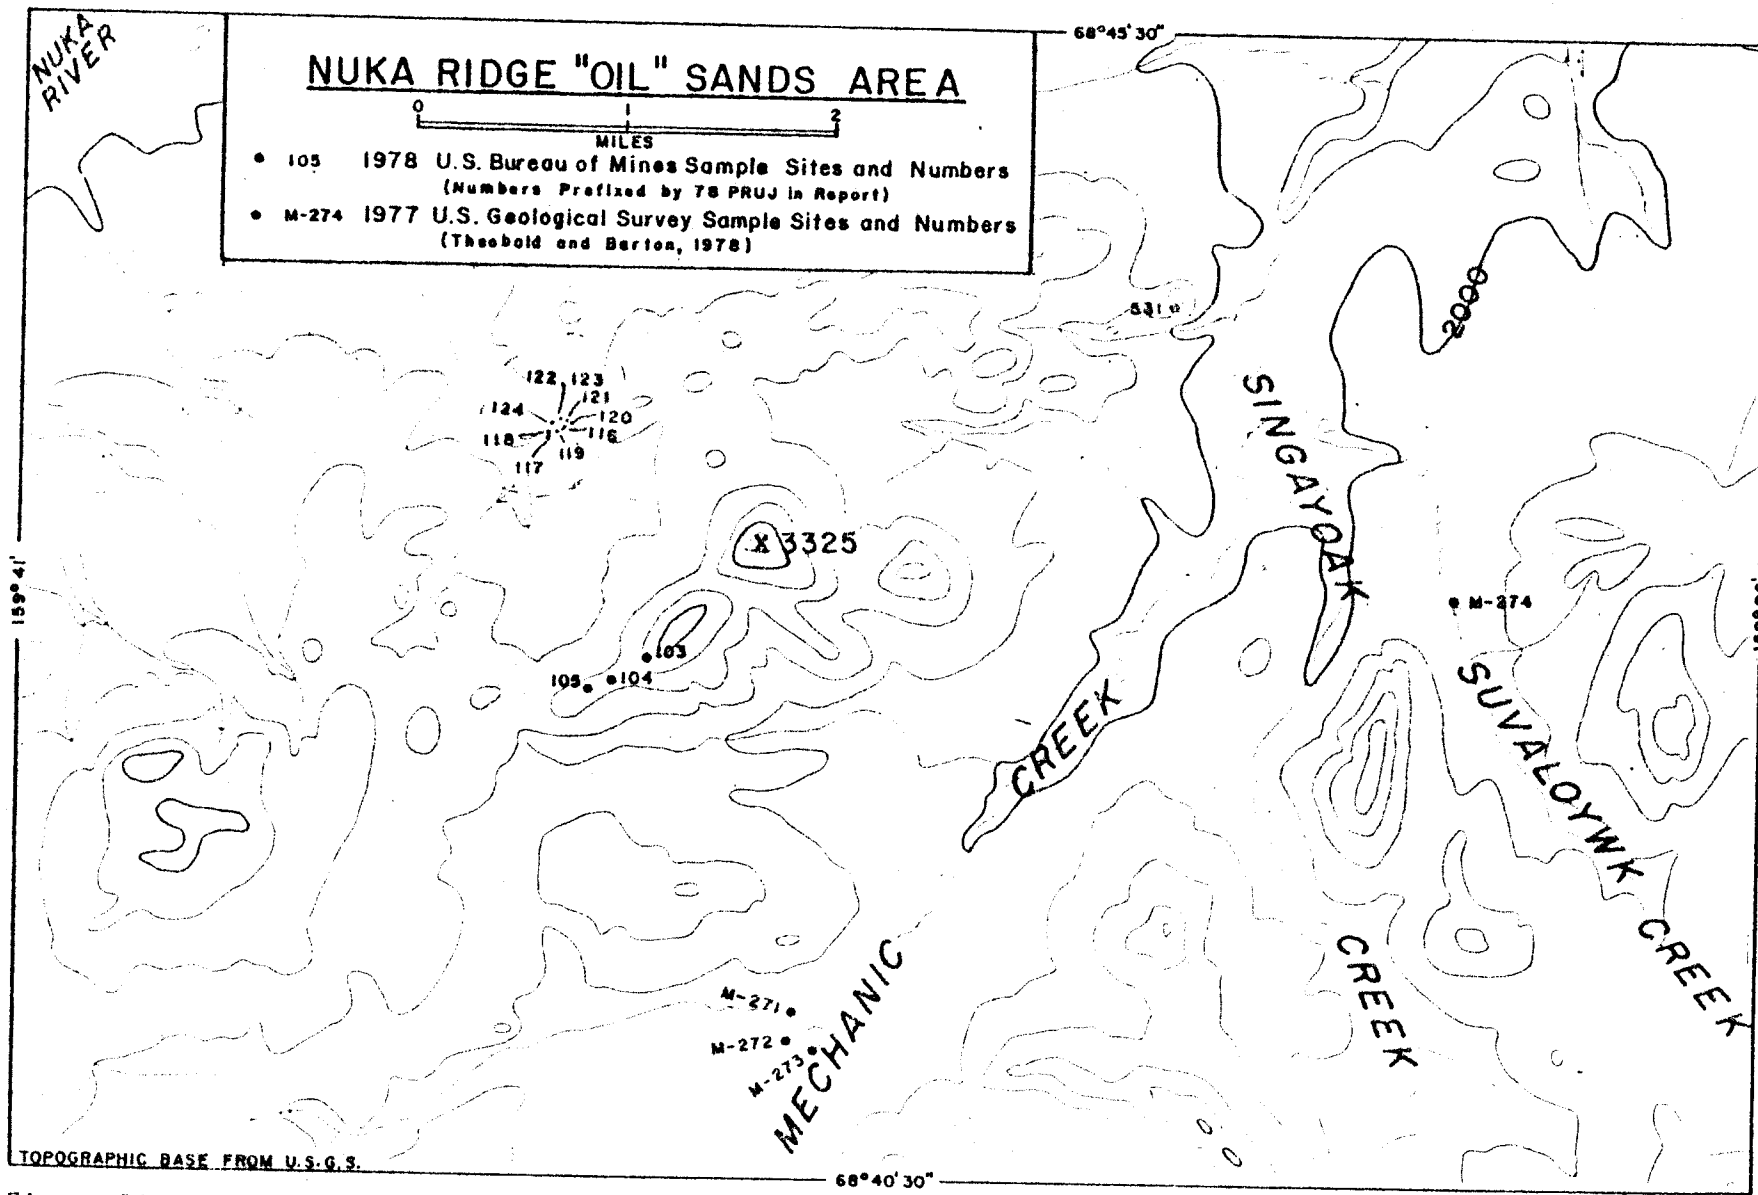 NUKA
RIVER
68°45'30"
NUKA RIDGE "OIL" SANDS AREA
0 1 2
MILES
• 105 1978 U.S. Bureau of Mines Sample Sites and Numbers
(Numbers Prefixed by 78 PRUJ in Report)
• M-274 1977 U.S. Geological Survey Sample Sites and Numbers
(Theobald and Barton, 1978)
2000
531
122 123
121
124
120
118
116
119
117
SINGAYOAK
X 3325
159°41'
M-274
103
105
104
SUVALOYWK
CREEK
CREEK
CREEK
MECHANIC
M-271
M-272
M-273
TOPOGRAPHIC BASE FROM U.S.G.S.
68°40'30"